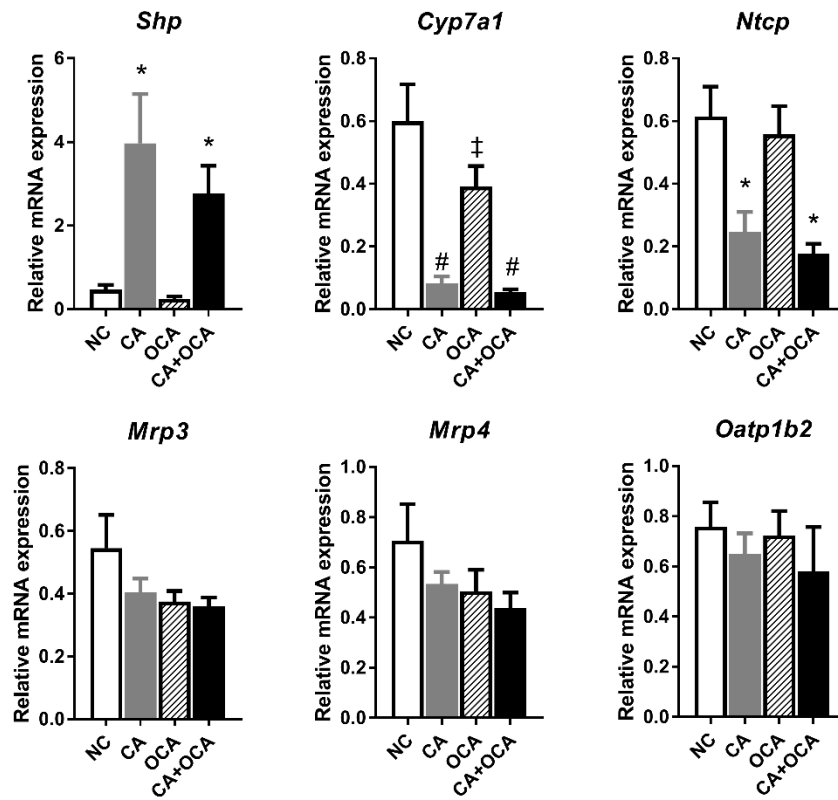 Shp
Cyp7a1
Ntcp
Relative mRNA expression
6
4
2
0
*
*
NC
CA
OCA
CA+OCA
Relative mRNA expression
0.8
0.6
0.4
0.2
0.0
#
‡
#
NC
CA
OCA
CA+OCA
Relative mRNA expression
0.8
0.6
0.4
0.2
0.0
*
*
NC
CA
OCA
CA+OCA
Mrp3
Mrp4
Oatp1b2
Relative mRNA expression
0.8
0.6
0.4
0.2
0.0
NC
CA
OCA
CA+OCA
Relative mRNA expression
1.0
0.8
0.6
0.4
0.2
0.0
NC
CA
OCA
CA+OCA
Relative mRNA expression
1.0
0.8
0.6
0.4
0.2
0.0
NC
CA
OCA
CA+OCA